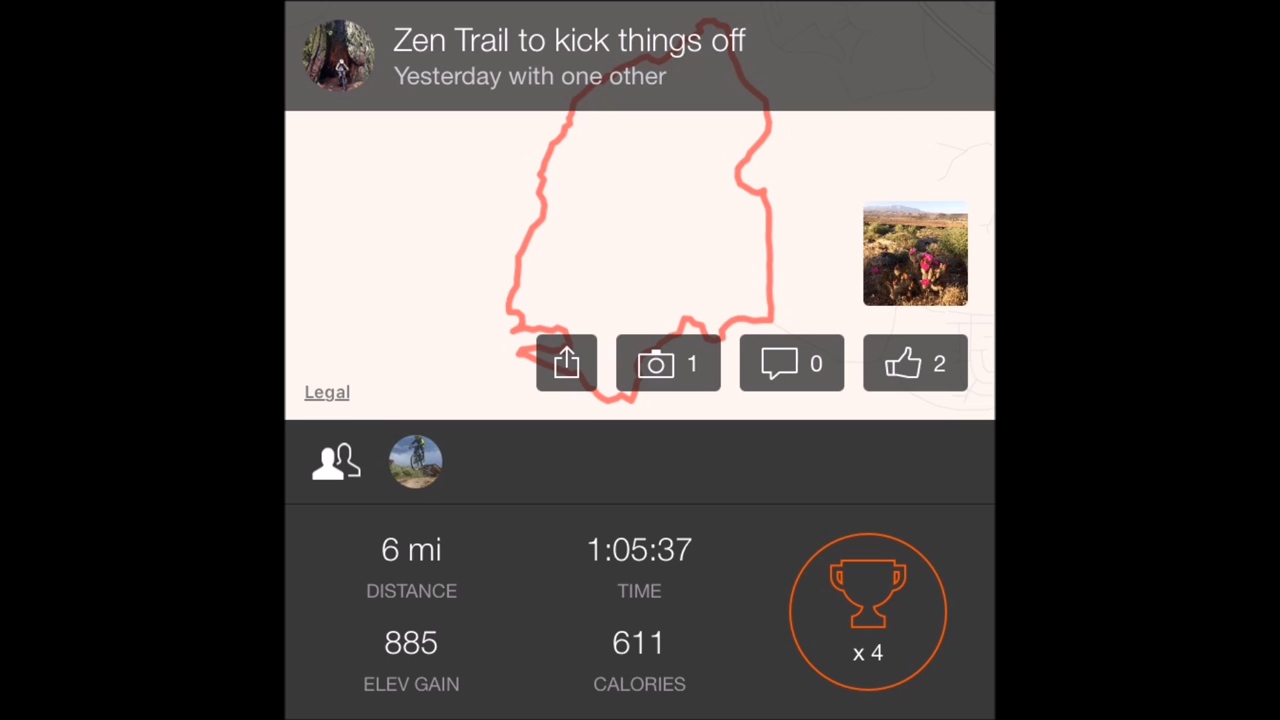 Zen Trail to kick things off
Yesterday with one other
Legal
1
0
2
6 mi
1:05:37
DISTANCE
TIME
885
611
ELEV GAIN
CALORIES
x 4